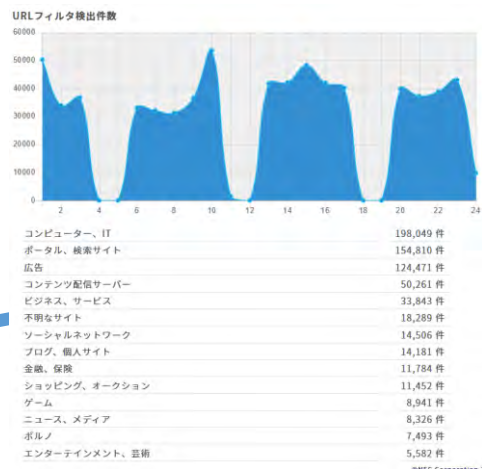 URLフィルタ検出件数
60000
50000
40000
30000
20000
10000
0
2 4 6 8 10 12 14 16 18 20 22 24
コンピューター、IT 198,049 件
ポータル、検索サイト 154,810 件
広告 124,471 件
コンテンツ配信サーバー 50,261 件
ビジネス、サービス 33,843 件
不明なサイト 18,289 件
ソーシャルネットワーク 14,506 件
ブログ、個人サイト 14,181 件
金融、保険 11,784 件
ショッピング、オークション 11,452 件
ゲーム 8,941 件
ニュース、メディア 8,326 件
ポルノ 7,493 件
エンターテインメント、芸術 5,582 件